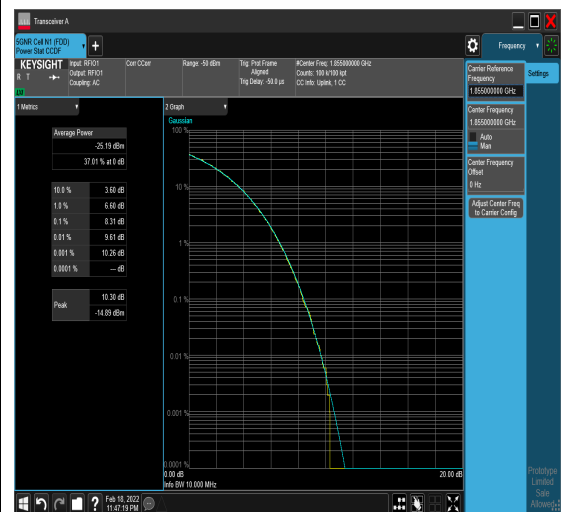 Transceiver A
5GNR Cell N1 (FDD)
Power Stat CCDF
Frequency
KEYSIGHT
R T
Input: RFIO1
Output: RFIO1
Coupling: AC
Corr CCorr
Range: -50 dBm
Trig: Prot Frame
Aligned
Trig Delay: -50.0 µs
#Center Freq: 1.855000000 GHz
Counts: 100 k/100 kpt
CC Info: Uplink, 1 CC
1 Metrics
Average Power
-25.19 dBm
37.01 % at 0 dB
10.0 % 3.60 dB
1.0 % 6.60 dB
0.1 % 8.31 dB
0.01 % 9.61 dB
0.001 % 10.26 dB
0.0001 % --- dB
Peak
10.30 dB
-14.89 dBm
2 Graph
Gaussian
100 %
10 %
1 %
0.1 %
0.01 %
0.001 %
0.0001 %
0.00 dB
20.00 dB
Info BW 10.000 MHz
Carrier Reference
Frequency
1.855000000 GHz
Center Frequency
1.855000000 GHz
Auto
Man
Center Frequency
Offset
0 Hz
Adjust Center Freq
to Carrier Config
Settings
Prototype
Limited
Sale
Allowed
Feb 18, 2022
11:47:19 PM